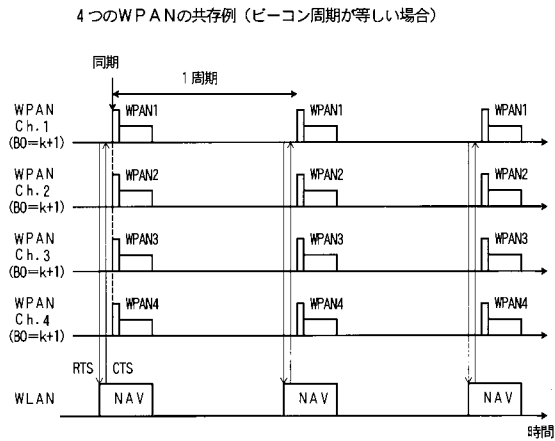 4つのWPANの共存例（ビーコン周期が等しい場合）
同期
1周期
WPAN
Ch.1
(BO=k+1)
WPAN1
WPAN1
WPAN1
WPAN
Ch.2
(BO=k+1)
WPAN2
WPAN2
WPAN2
WPAN
Ch.3
(BO=k+1)
WPAN3
WPAN3
WPAN3
WPAN
Ch.4
(BO=k+1)
WPAN4
WPAN4
WPAN4
RTS
CTS
WLAN
NAV
NAV
NAV
時間